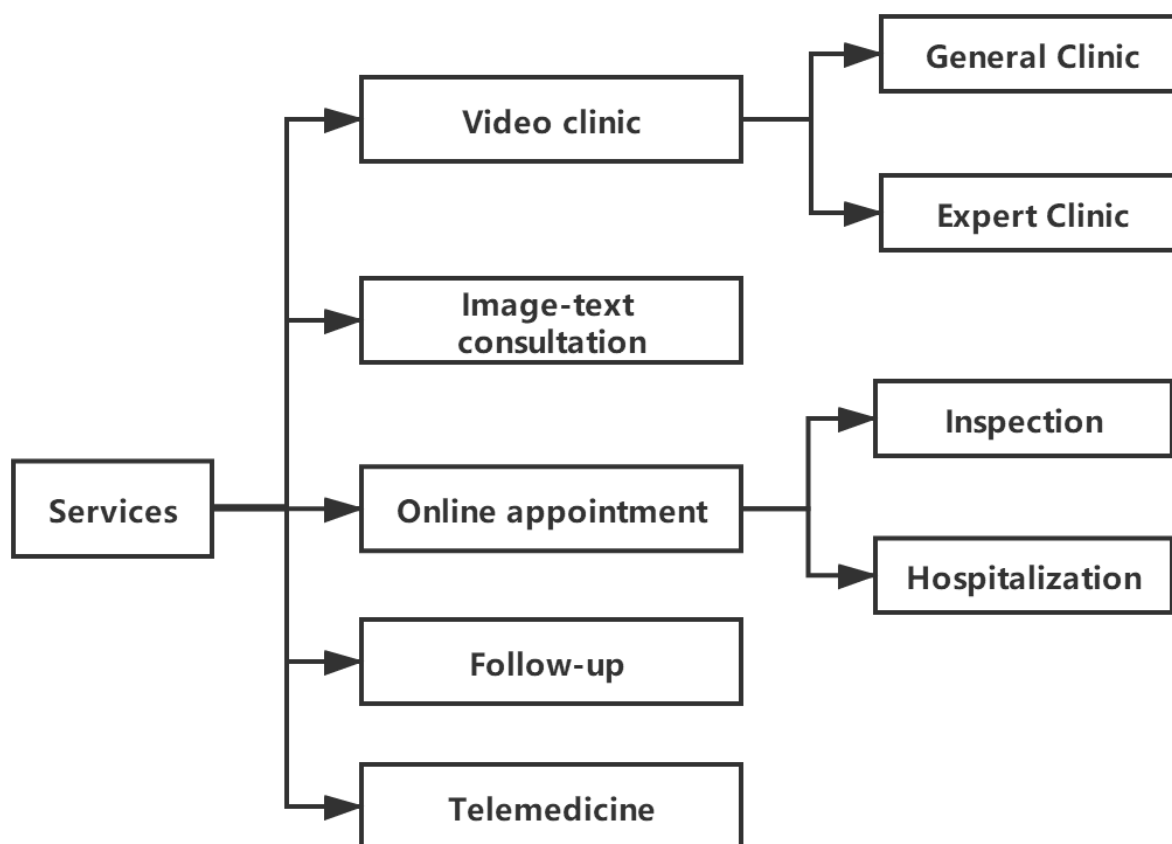 General Clinic
Video clinic
Expert Clinic
Image-text
consultation
Inspection
Services
Online appointment
Hospitalization
Follow-up
Telemedicine